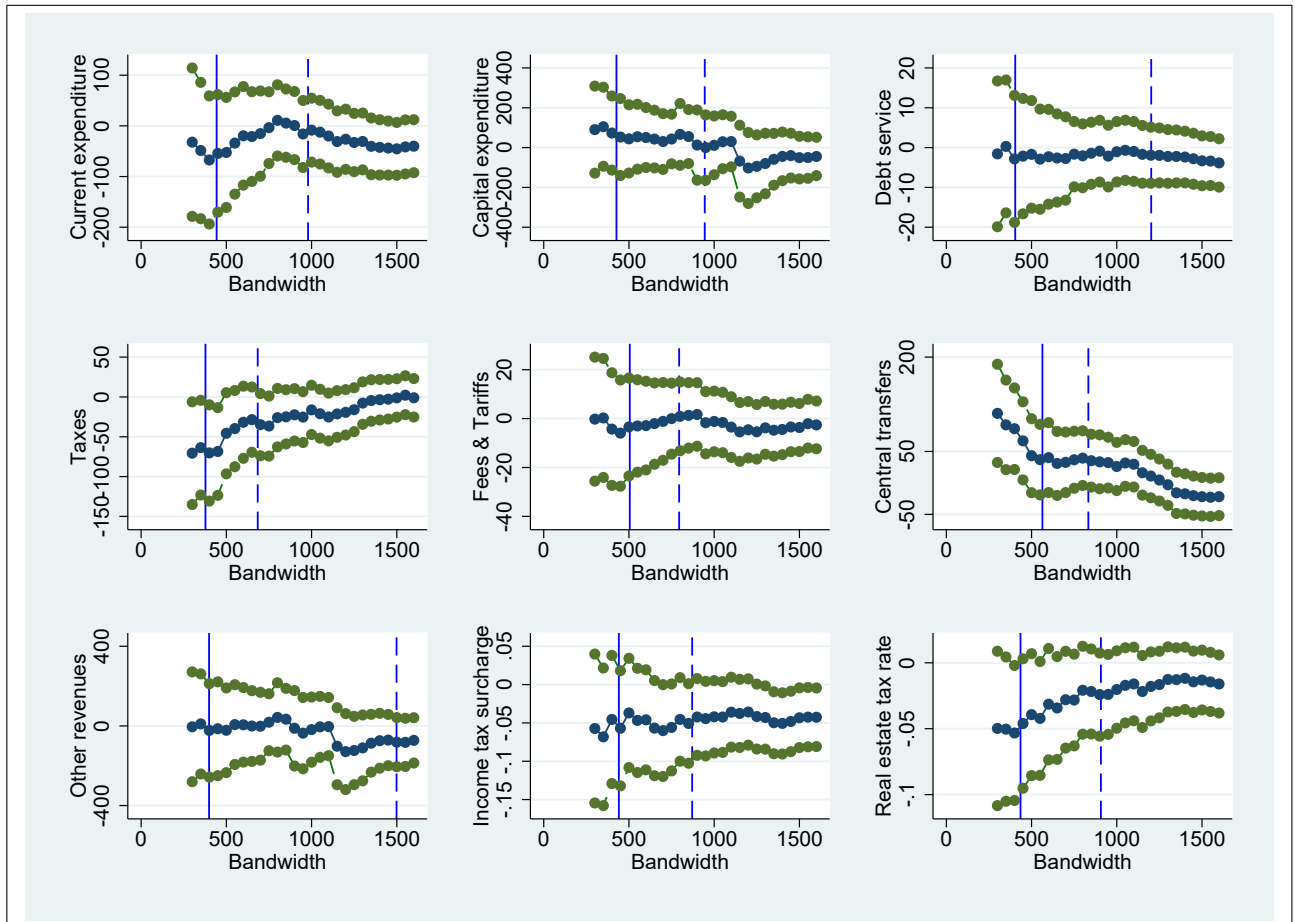 Current expenditure
100
0
-100
-200
0 500 1000 1500
Bandwidth
Capital expenditure
400
200
0
-200
-400
0 500 1000 1500
Bandwidth
Debt service
20
10
0
-10
-20
0 500 1000 1500
Bandwidth
Taxes
50
0
-50
-100
-150
0 500 1000 1500
Bandwidth
Fees & Tariffs
20
0
-20
-40
0 500 1000 1500
Bandwidth
Central transfers
200
50
-50
0 500 1000 1500
Bandwidth
Other revenues
400
0
-400
0 500 1000 1500
Bandwidth
Income tax surcharge
.05
0
-.05
-.1
-.15
0 500 1000 1500
Bandwidth
Real estate tax rate
0
-.05
-.1
0 500 1000 1500
Bandwidth